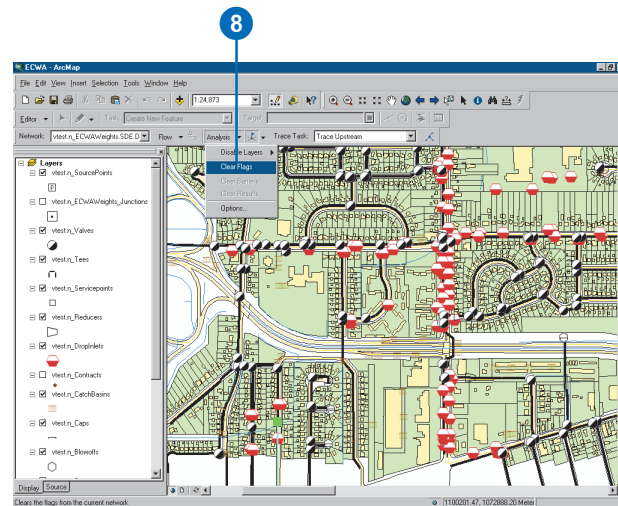 8
ECWA - ArcMap
File Edit View Insert Selection Tools Window Help
1:24,873
Editor Task: Create New Feature Target:
Network: vtest.n_ECWAWeights.SDE.D Flow Analysis Trace Task: Trace Upstream
Disable Layers
Clear Flags
Clear Barriers
Clear Results
Options...
Layers
vtest.n_SourcePoints
P
vtest.n_ECWAWeights_Junctions
vtest.n_Valves
vtest.n_Tees
vtest.n_Servicepoints
vtest.n_Reducers
vtest.n_DropInlets
vtest.n_Contracts
vtest.n_CatchBasins
vtest.n_Caps
vtest.n_Blowoffs
Display Source
Clears the flags from the current network. 1100201.47, 1072888.20 Meter